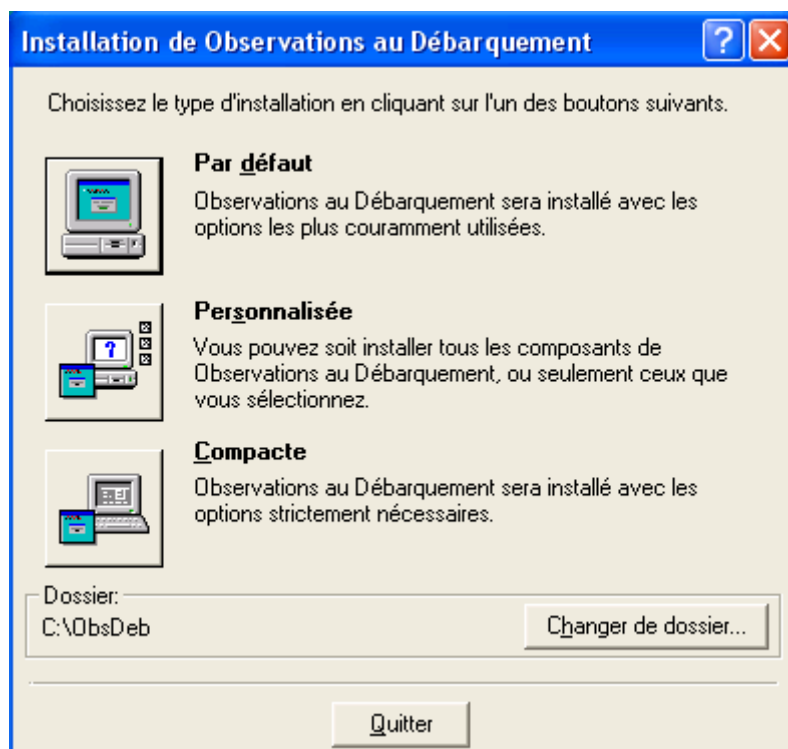 Installation de Observations au Débarquement
Choisissez le type d'installation en cliquant sur l'un des boutons suivants.
Par défaut
Observations au Débarquement sera installé avec les
options les plus couramment utilisées.
Personnalisée
Vous pouvez soit installer tous les composants de
Observations au Débarquement, ou seulement ceux que
vous sélectionnez.
Compacte
Observations au Débarquement sera installé avec les
options strictement nécessaires.
Dossier:
C:\ObsDeb
Changer de dossier...
Quitter